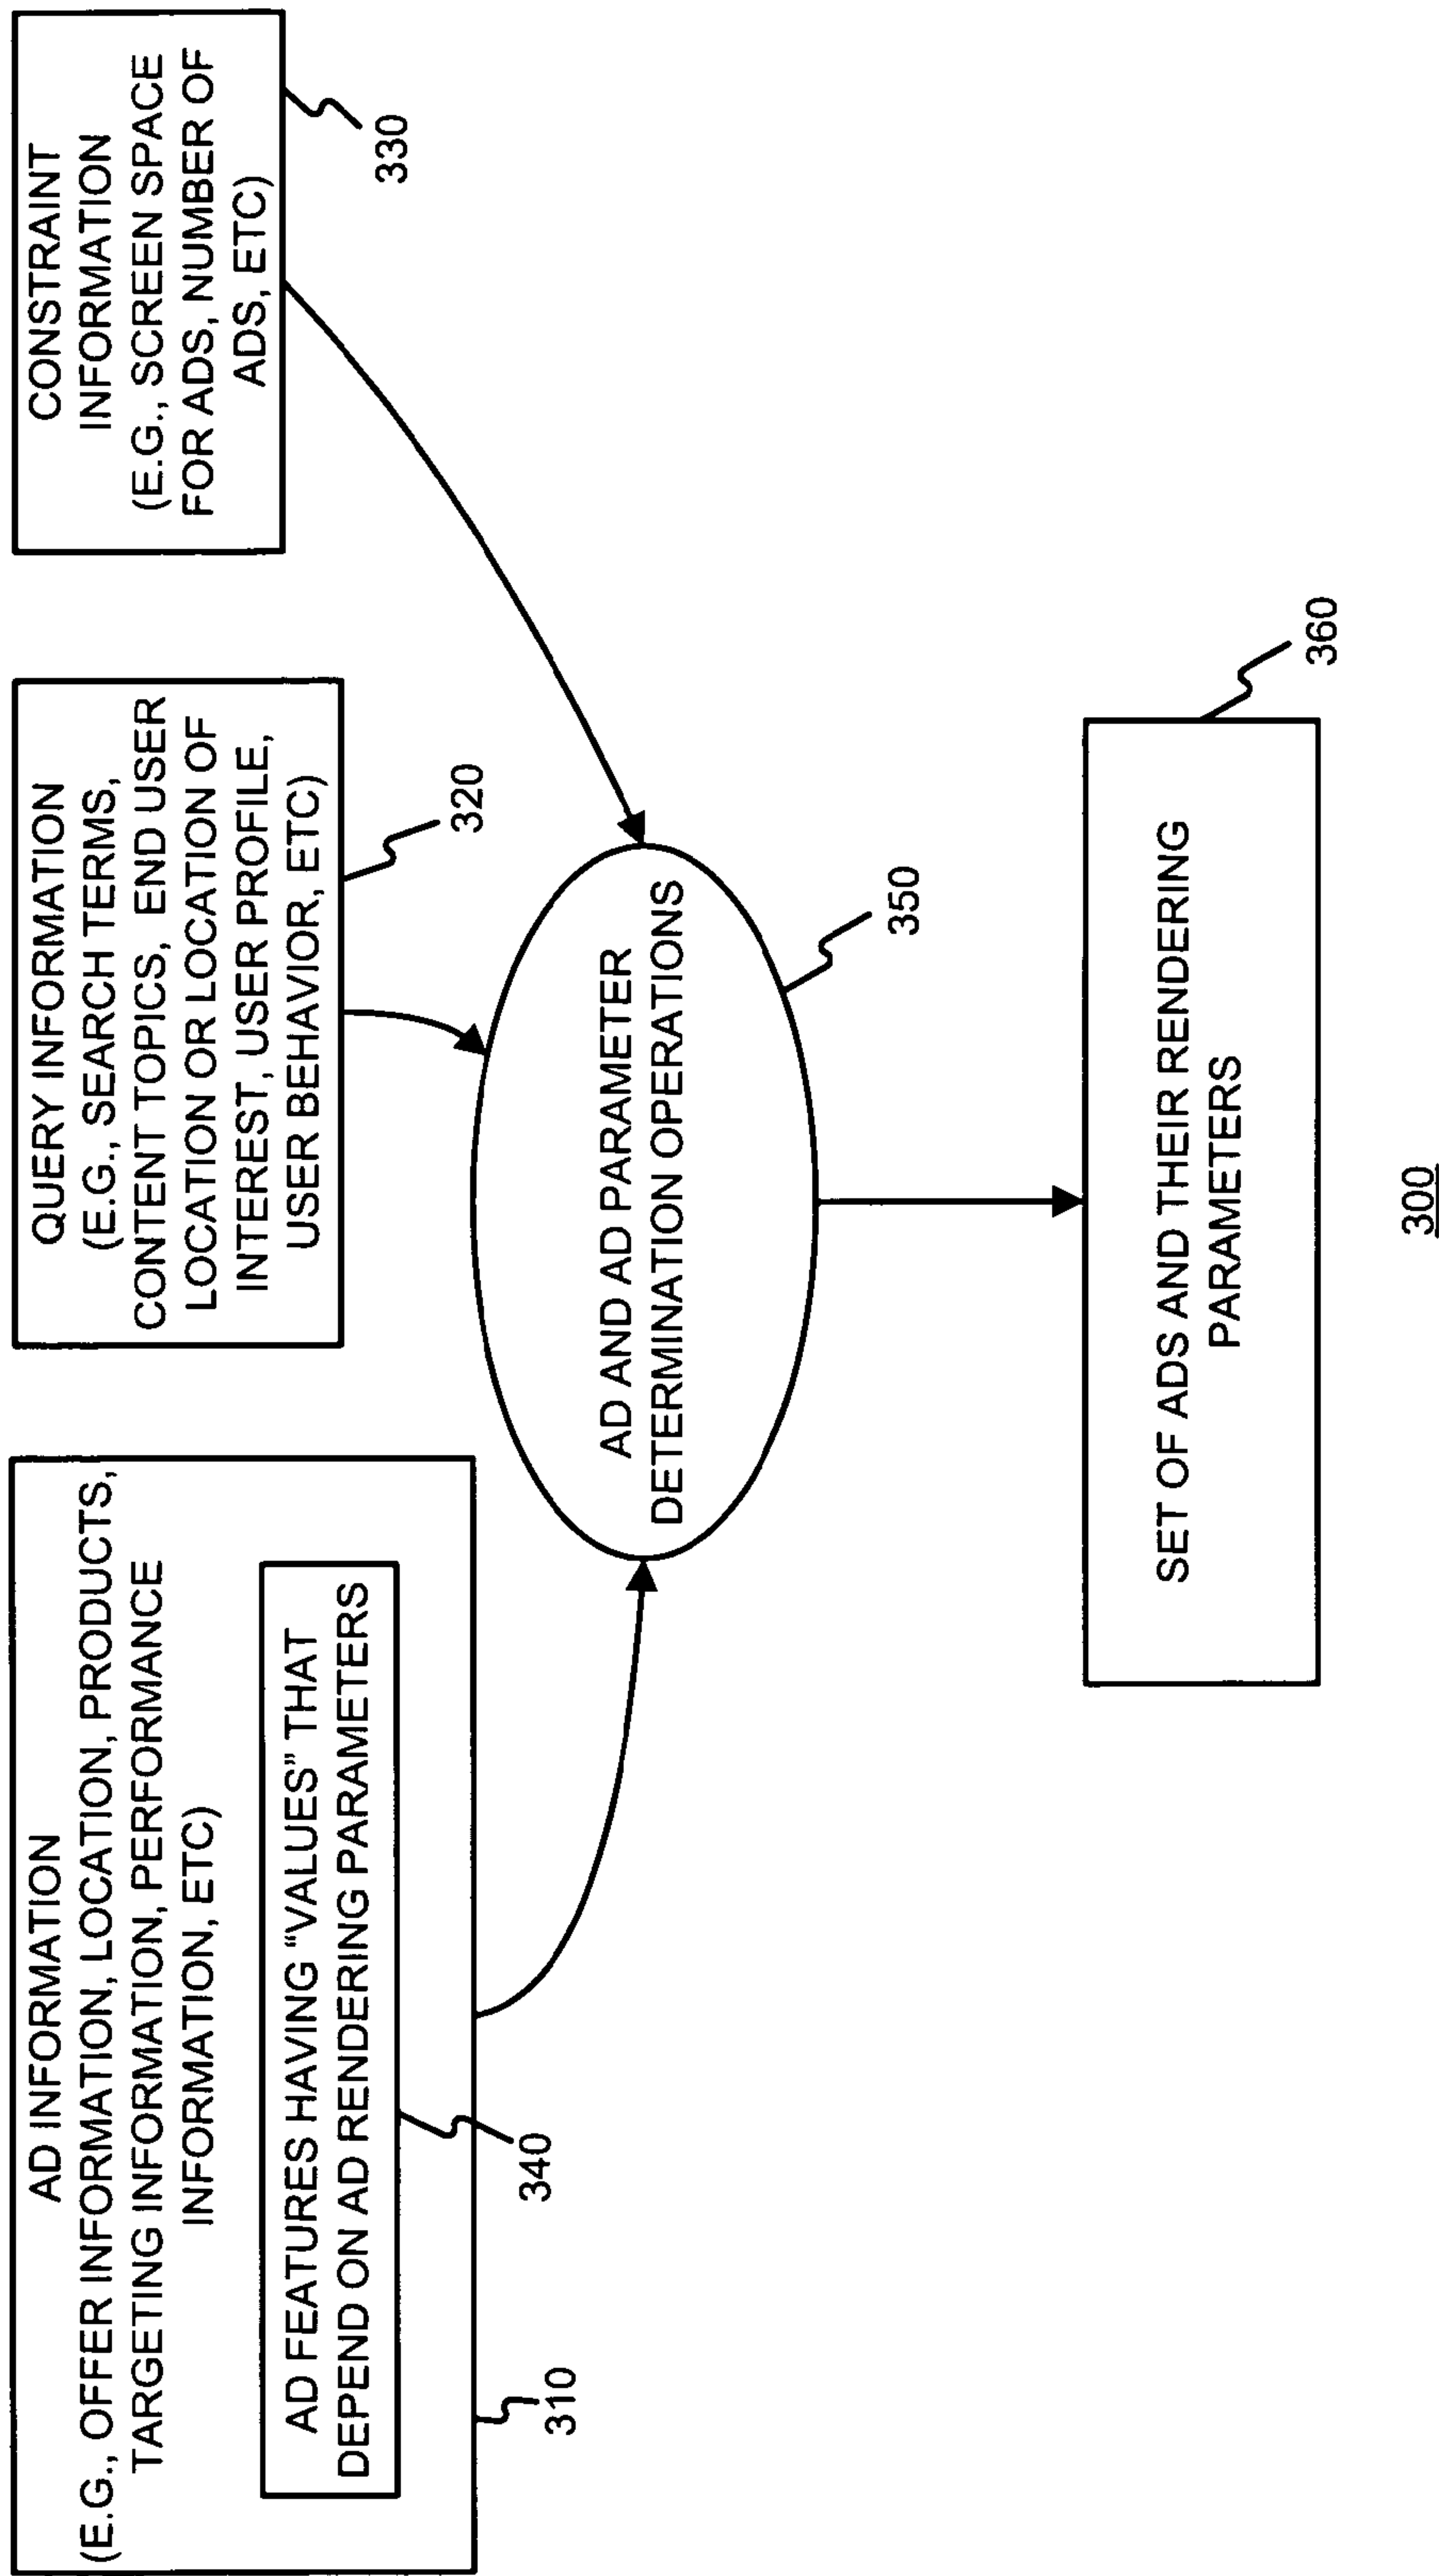 AD INFORMATION
(E.G., OFFER INFORMATION, LOCATION, PRODUCTS,
TARGETING INFORMATION, PERFORMANCE
INFORMATION, ETC)
AD FEATURES HAVING “VALUES” THAT
DEPEND ON AD RENDERING PARAMETERS
340
310
QUERY INFORMATION
(E.G., SEARCH TERMS,
CONTENT TOPICS, END USER
LOCATION OR LOCATION OF
INTEREST, USER PROFILE,
USER BEHAVIOR, ETC)
320
CONSTRAINT
INFORMATION
(E.G., SCREEN SPACE
FOR ADS, NUMBER OF
ADS, ETC)
330
AD AND AD PARAMETER
DETERMINATION OPERATIONS
350
SET OF ADS AND THEIR RENDERING
PARAMETERS
360
300